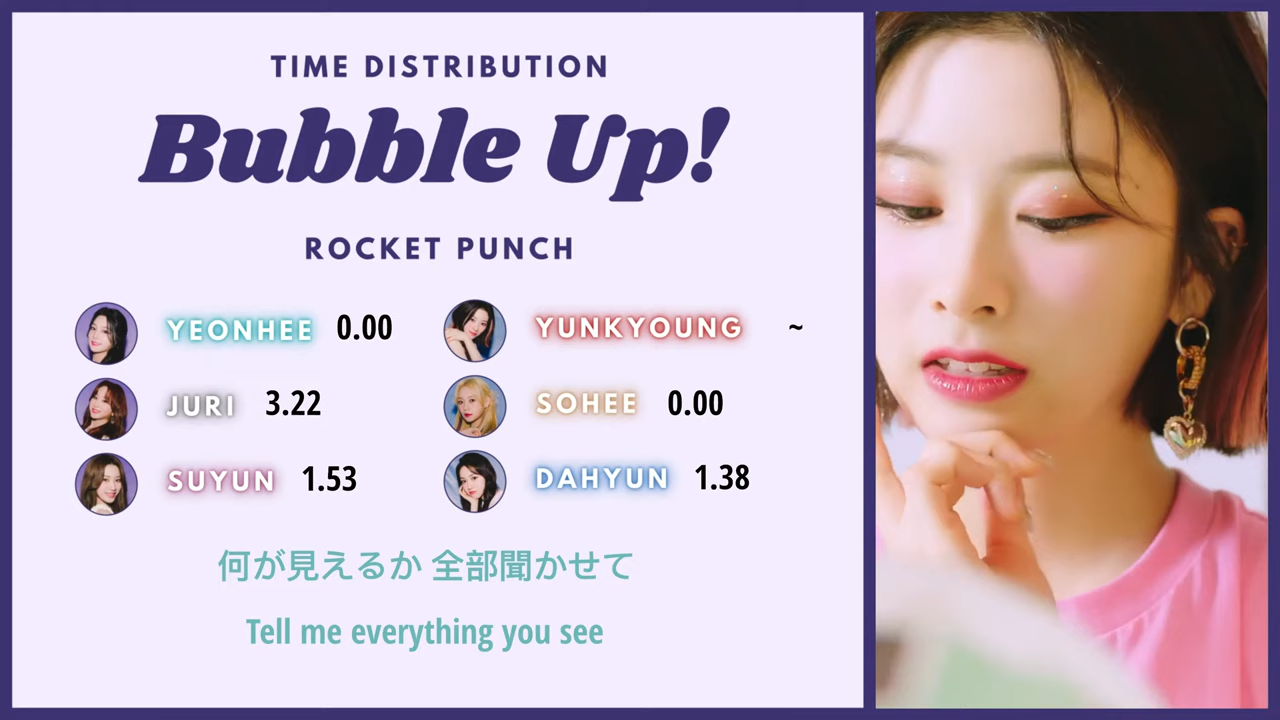 TIME DISTRIBUTION
Bubble Up!
ROCKET PUNCH
YEONHEE 0.00
YUNKYOUNG ~
JURI 3.22
SOHEE 0.00
SUYUN 1.53
DAHYUN 1.38
何が見えるか 全部聞かせて
Tell me everything you see